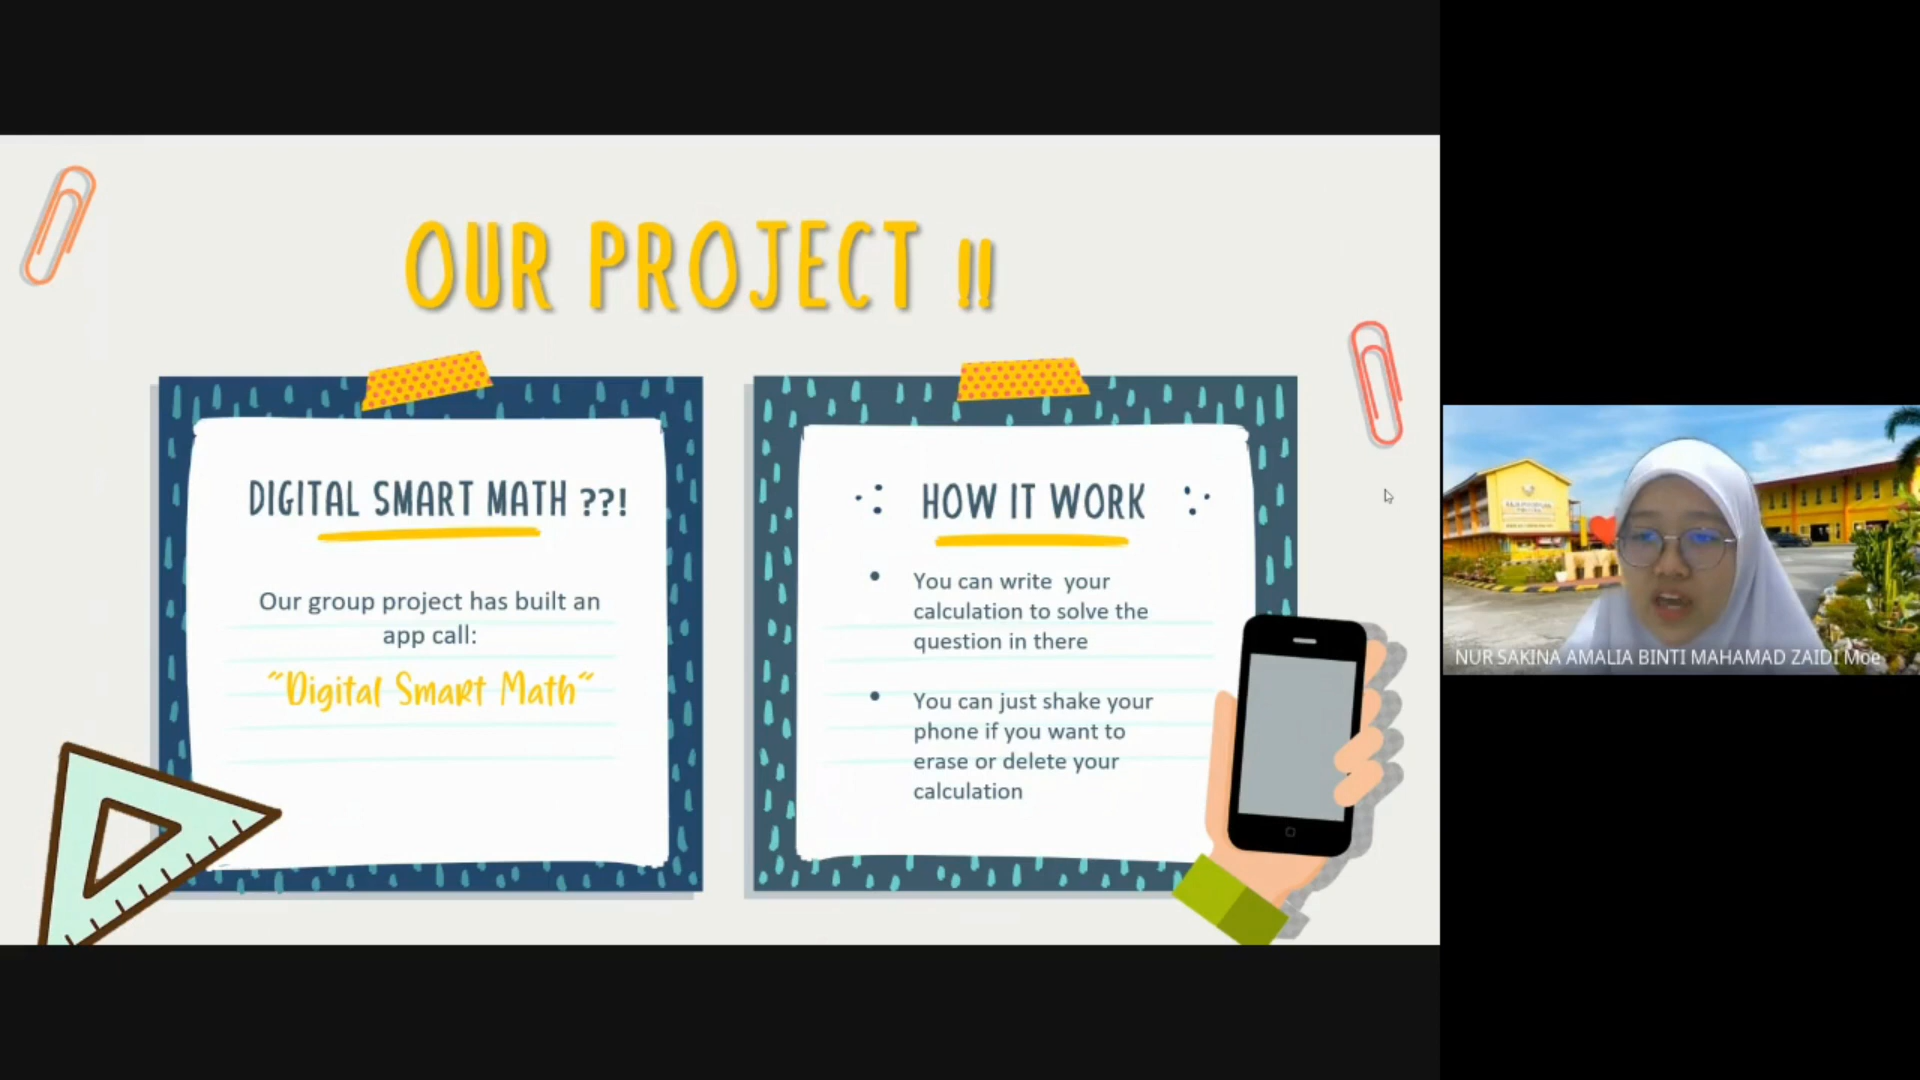 OUR PROJECT !!
DIGITAL SMART MATH ??!
Our group project has built an
app call:
"Digital Smart Math"
HOW IT WORK
• You can write your
calculation to solve the
question in there
• You can just shake your
phone if you want to
erase or delete your
calculation
NUR SAKINA AMALIA BINTI MAHAMAD ZAIDI Moe